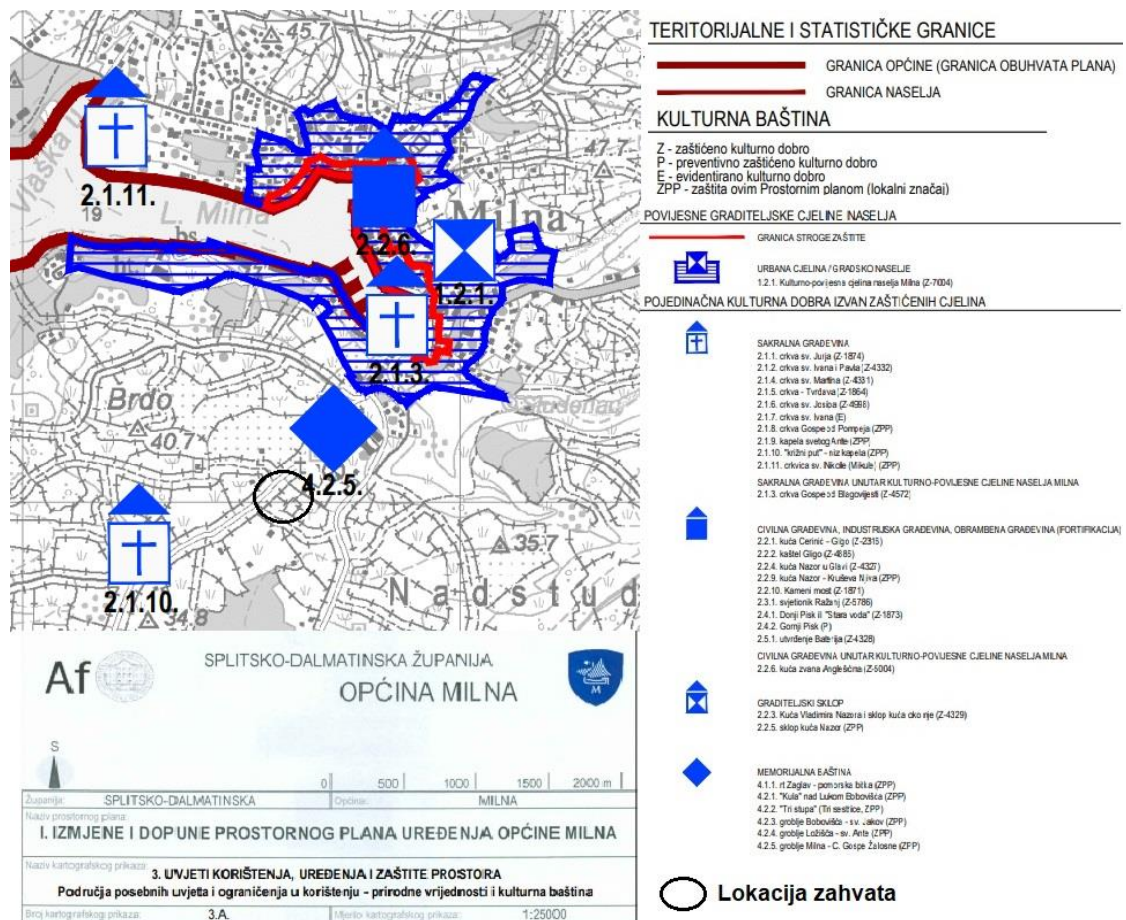 45.7
47.7
2.1.11.
19
L. Milna
bs.
Milna
2.2.6.
1.2.1.
2.1.3.
Brdo
40.7
4.2.5.
35.7
2.1.10.
34.8
Nadstud
Af
SPLITSKO-DALMATINSKA ŽUPANIJA
OPĆINA MILNA
M
S
0 500 1000 1500 2000 m
Županija: SPLITSKO-DALMATINSKA Općina: MILNA
Naziv prostornog plana:
I. IZMJENE I DOPUNE PROSTORNOG PLANA UREĐENJA OPĆINE MILNA
Naziv kartografskog prikaza:
3. UVJETI KORIŠTENJA, UREĐENJA I ZAŠTITE PROSTORA
Područja posebnih uvjeta i ograničenja u korištenju - prirodne vrijednosti i kulturna baština
Broj kartografskog prikaza: 3.A. Mjerilo kartografskog prikaza: 1:25000
TERITORIJALNE I STATISTIČKE GRANICE
GRANICA OPĆINE (GRANICA OBUHVATA PLANA)
GRANICA NASELJA
KULTURNA BAŠTINA
Z - zaštićeno kulturno dobro
P - preventivno zaštićeno kulturno dobro
E - evidentirano kulturno dobro
ZPP - zaštita ovim Prostornim planom (lokalni značaj)
POVIJESNE GRADITELJSKE CJELINE NASELJA
GRANICA STROGE ZAŠTITE
URBANA CJELINA / GRADSKO NASELJE
1.2.1. Kulturno-povijesna cjelina naselja Milna (Z-7004)
POJEDINAČNA KULTURNA DOBRA IZVAN ZAŠTIĆENIH CJELINA
SAKRALNA GRAĐEVINA
2.1.1. crkva sv. Jurja (Z-1874)
2.1.2. crkva sv. Ivana i Pavla (Z-4332)
2.1.4. crkva sv. Martina (Z-4331)
2.1.5. crkva - Tvrđava (Z-1864)
2.1.6. crkva sv. Josipa (Z-4996)
2.1.7. crkva sv. Ivana (E)
2.1.8. crkva Gospe od Pompeja (ZPP)
2.1.9. kapela svetog Ante (ZPP)
2.1.10. "križni put" - niz kapela (ZPP)
2.1.11. crkvica sv. Nikole (Mikule) (ZPP)
SAKRALNA GRAĐEVINA UNUTAR KULTURNO-POVIJESNE CJELINE NASELJA MILNA
2.1.3. crkva Gospe od Blagovijesti (Z-4572)
CIVILNA GRAĐEVINA, INDUSTRIJSKA GRAĐEVINA, OBRAMBENA GRAĐEVINA (FORTIFIKACIJA)
2.2.1. kuća Cerinić - Gligo (Z-2315)
2.2.2. kaštel Gligo (Z-4885)
2.2.4. kuća Nazor u Glavi (Z-4327)
2.2.9. kuća Nazor - Kruševa Njiva (ZPP)
2.2.10. Kameni most (Z-1871)
2.3.1. svjetionik Ražanj (Z-5786)
2.4.1. Donji Pisk ili "Stara voda" (Z-1873)
2.4.2. Gornji Pisk (P)
2.5.1. utvrđenje Baterija (Z-4328)
CIVILNA GRAĐEVINA UNUTAR KULTURNO-POVIJESNE CJELINE NASELJA MILNA
2.2.6. kuća zvana Anglešćina (Z-5004)
GRADITELJSKI SKLOP
2.2.3. Kuća Vladimira Nazora i sklop kuća oko nje (Z-4329)
2.2.5. sklop kuća Nazor (ZPP)
MEMORIJALNA BAŠTINA
4.1.1. rt Zaglav - pomorska bitka (ZPP)
4.2.1. "Kula" nad Lukom Bobovišća (ZPP)
4.2.2. "Tri stupa" (Tri sestrice, ZPP)
4.2.3. groblje Bobovišća - sv. Jakov (ZPP)
4.2.4. groblje Ložišća - sv. Ante (ZPP)
4.2.5. groblje Milna - C. Gospe Žalosne (ZPP)
Lokacija zahvata